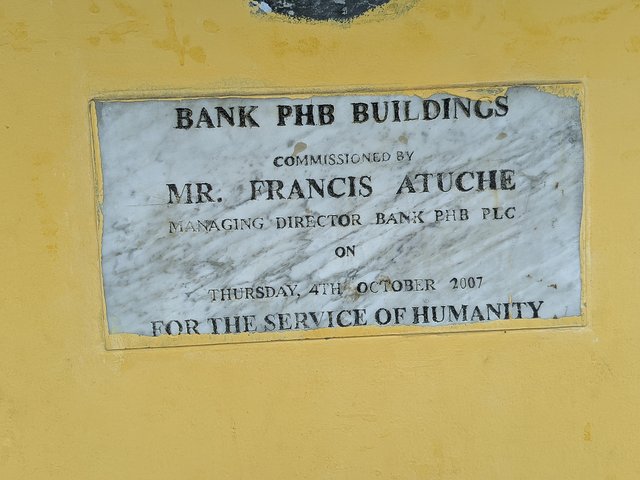 BANK PHB BUILDINGS
COMMISSIONED BY
MR. FRANCIS ATUCHE
MANAGING DIRECTOR BANK PHB PLC
ON
THURSDAY, 4TH OCTOBER 2007
FOR THE SERVICE OF HUMANITY